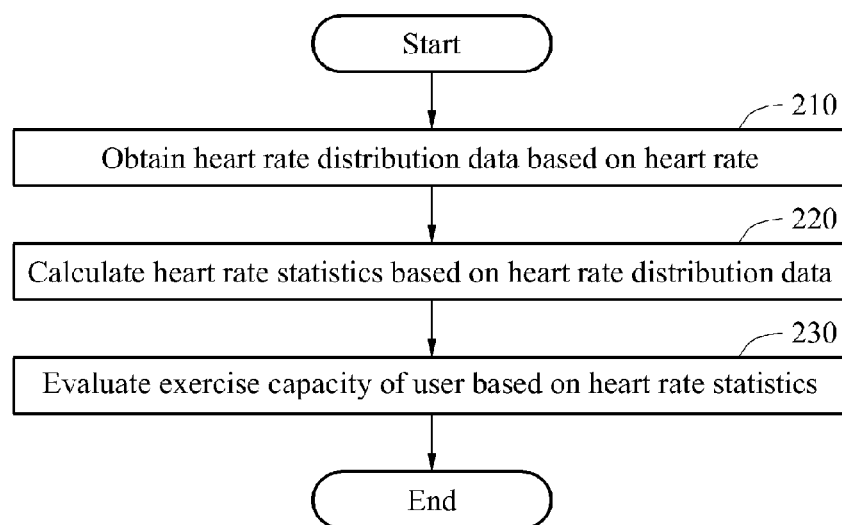 Start
210
Obtain heart rate distribution data based on heart rate
220
Calculate heart rate statistics based on heart rate distribution data
230
Evaluate exercise capacity of user based on heart rate statistics
End